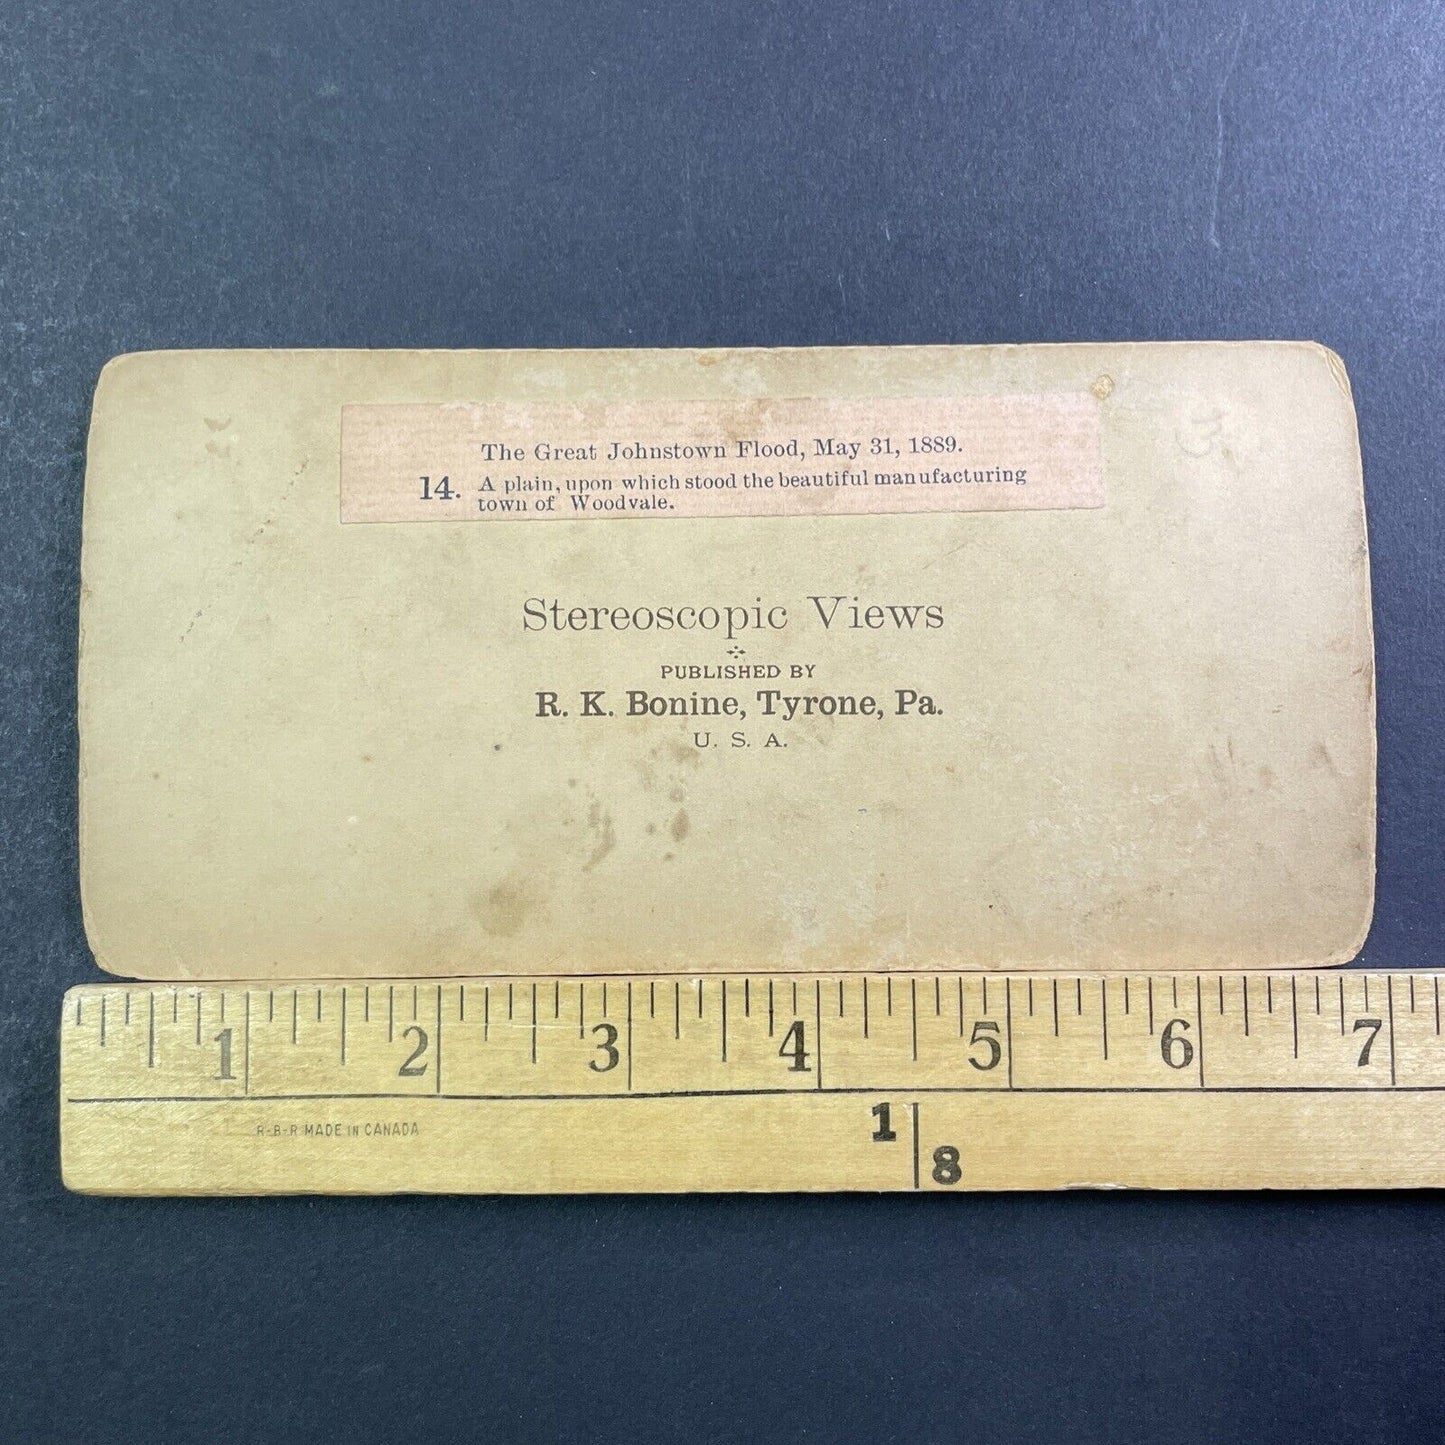 3
The Great Johnstown Flood, May 31, 1889.
14. A plain, upon which stood the beautiful manufacturing
town of Woodvale.
Stereoscopic Views
PUBLISHED BY
R. K. Bonine, Tyrone, Pa.
U. S. A.
1 2 3 4 5 6 7
R-B-R MADE IN CANADA
1 8